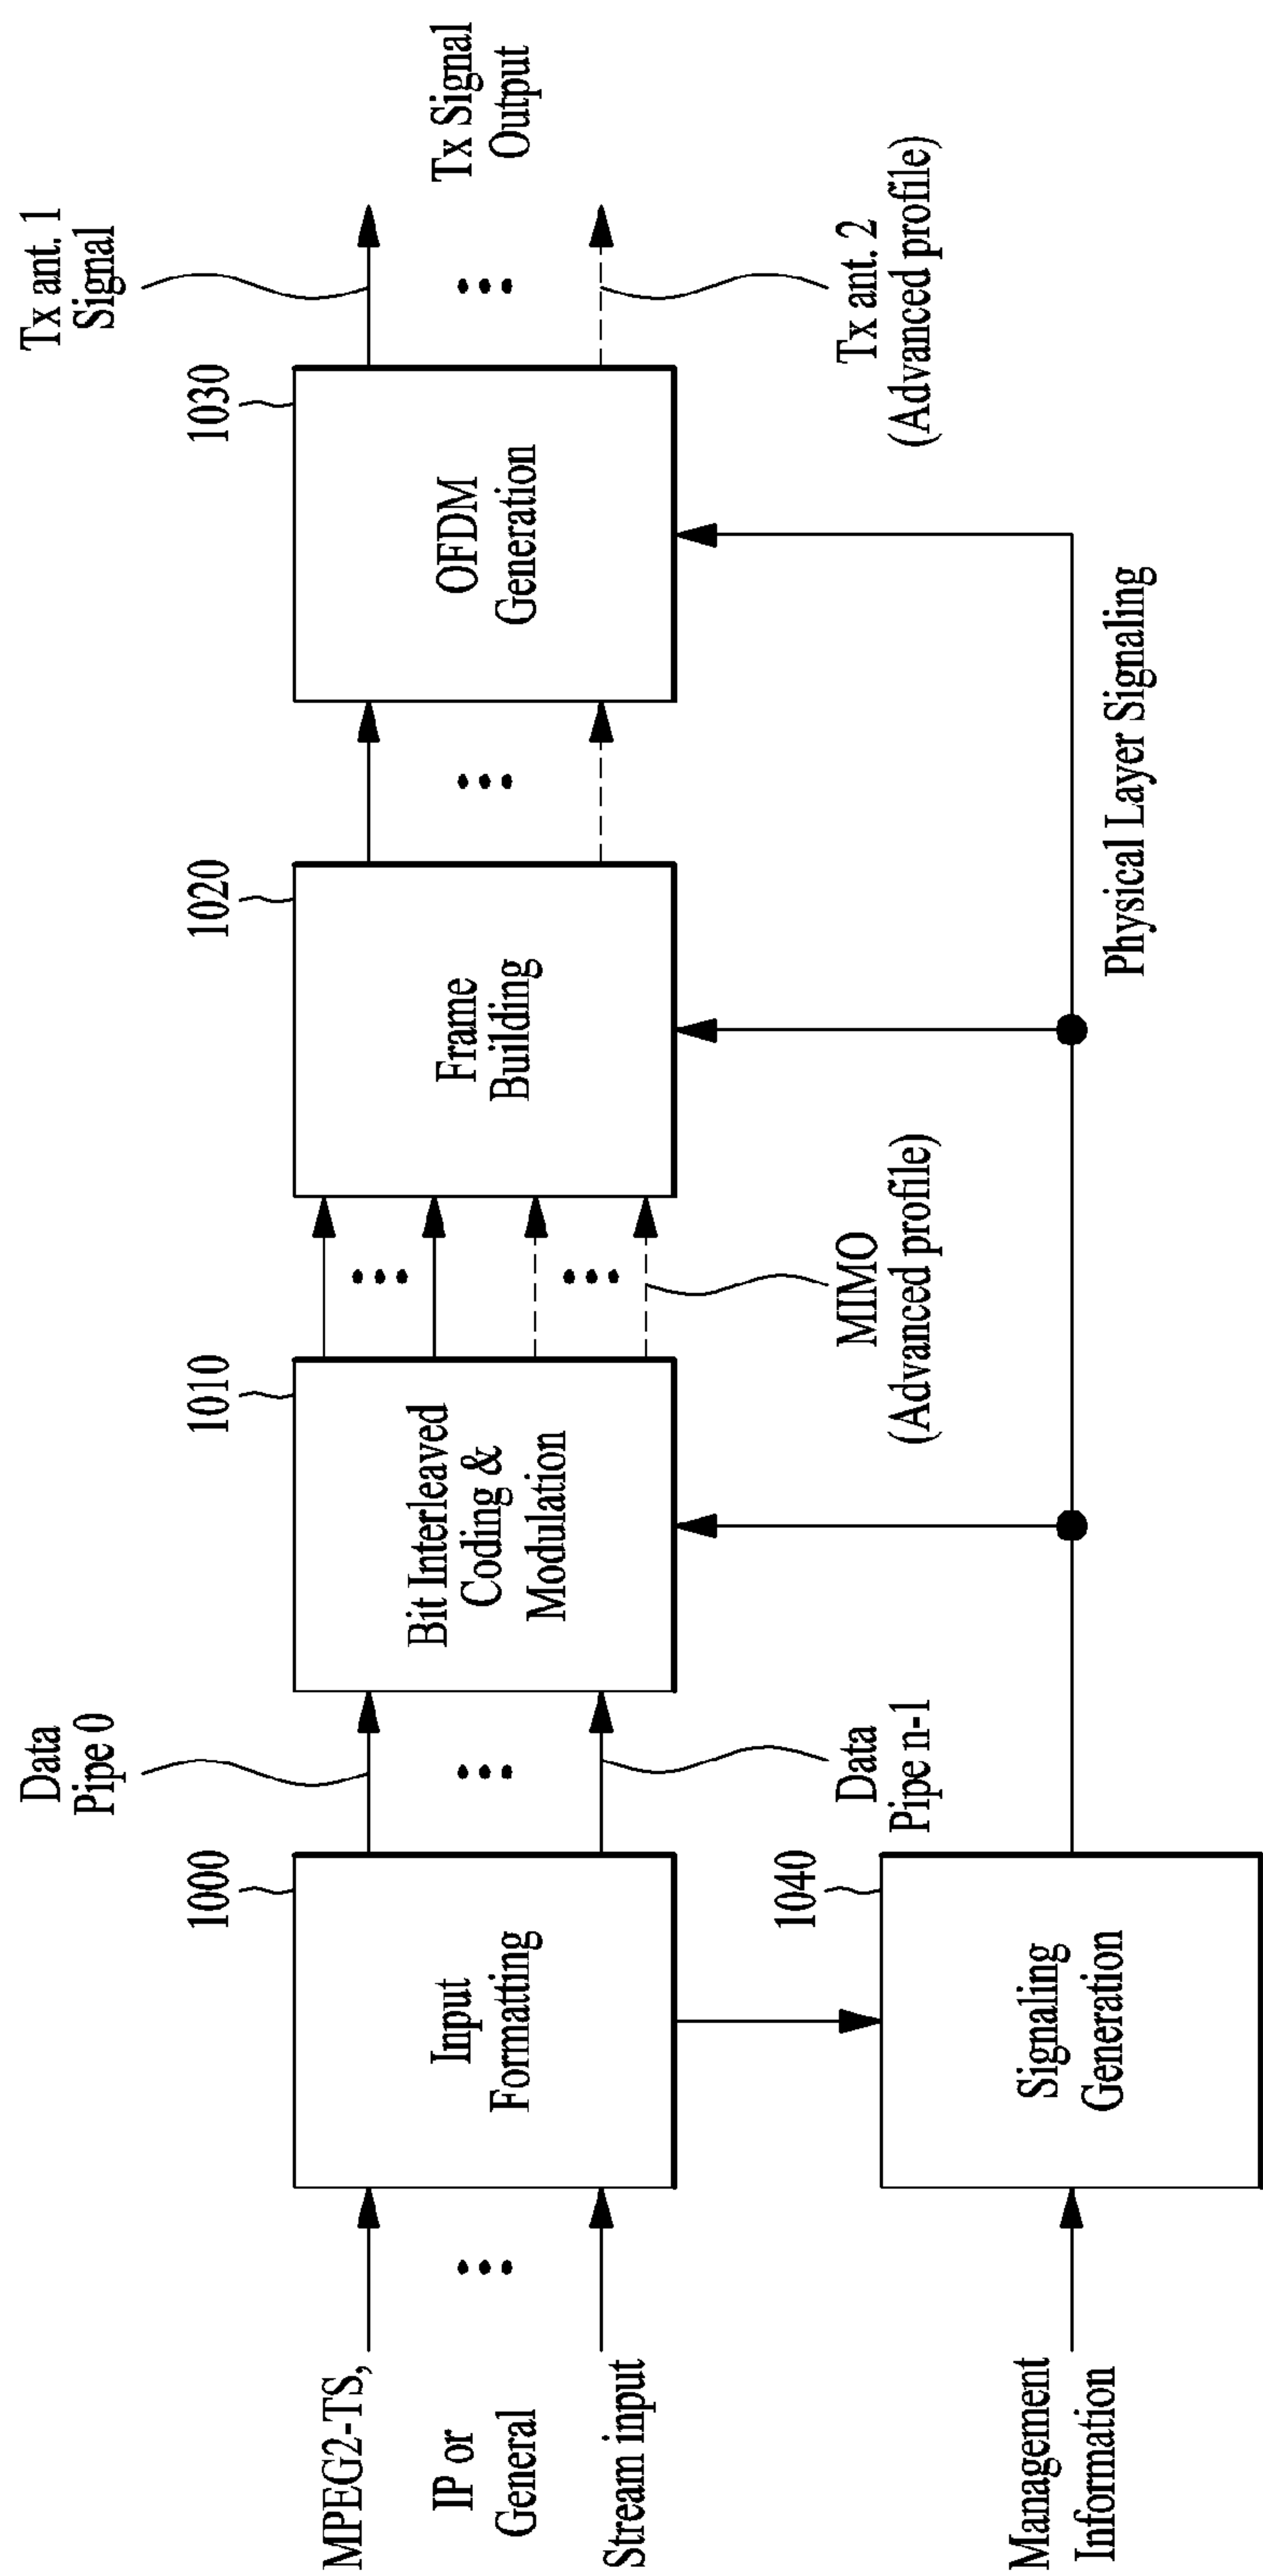 MPEG2-TS,
IP or
General
Stream input
1000
Input
Formatting
Data
Pipe 0
Data
Pipe n-1
1010
Bit Interleaved
Coding &
Modulation
MIMO
(Advanced profile)
1020
Frame
Building
1030
OFDM
Generation
Tx ant. 1
Signal
Tx Signal
Output
Tx ant. 2
(Advanced profile)
Management
Information
1040
Signaling
Generation
Physical Layer Signaling